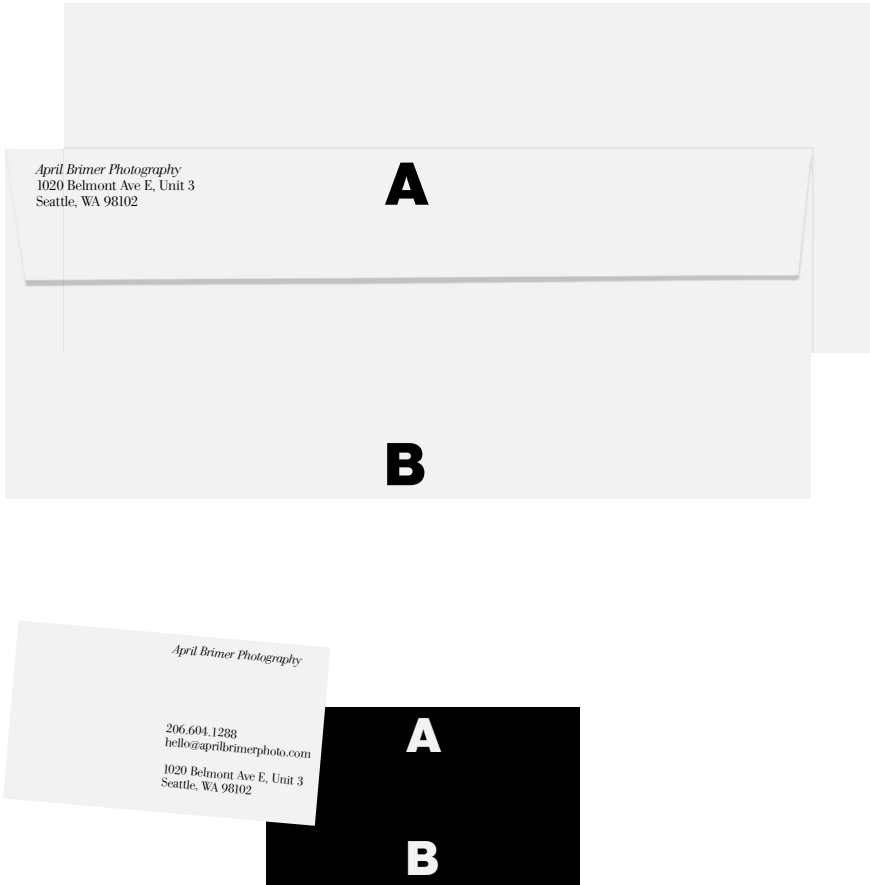 April Brimer Photography
1020 Belmont Ave E, Unit 3
Seattle, WA 98102
A
B
April Brimer Photography
206.604.1288
hello@aprilbrimerphoto.com
1020 Belmont Ave E, Unit 3
Seattle, WA 98102
A
B